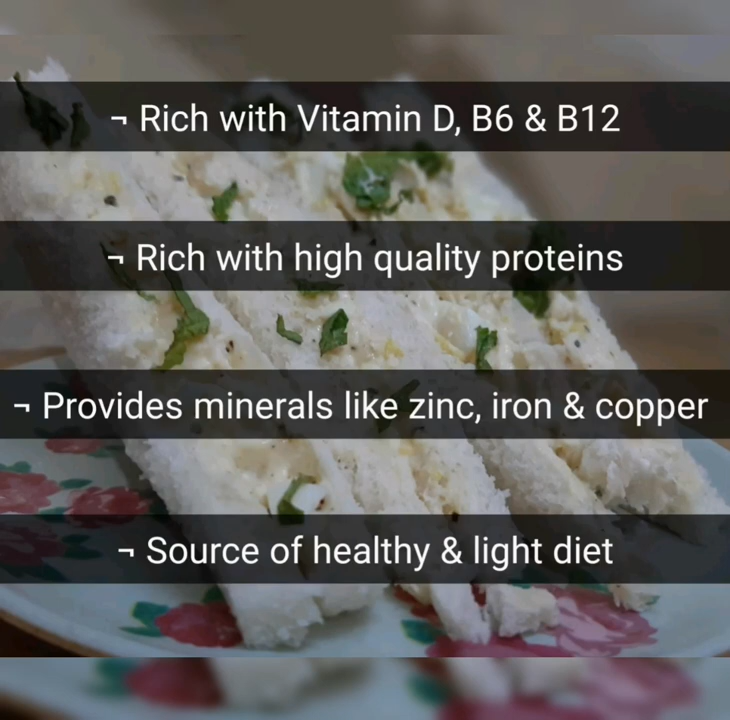 ¬ Rich with Vitamin D, B6 & B12
¬ Rich with high quality proteins
¬ Provides minerals like zinc, iron & copper
¬ Source of healthy & light diet